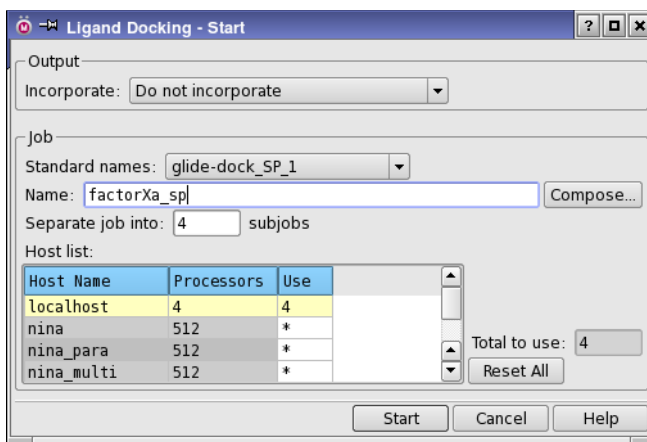 Ligand Docking - Start
Output
Incorporate: Do not incorporate
Job
Standard names: glide-dock_SP_1
Name: factorXa_sp Compose...
Separate job into: 4 subjobs
Host list:
Host Name Processors Use
localhost 4 4
nina 512 *
nina_para 512 *
nina_multi 512 *
Total to use: 4
Reset All
Start Cancel Help